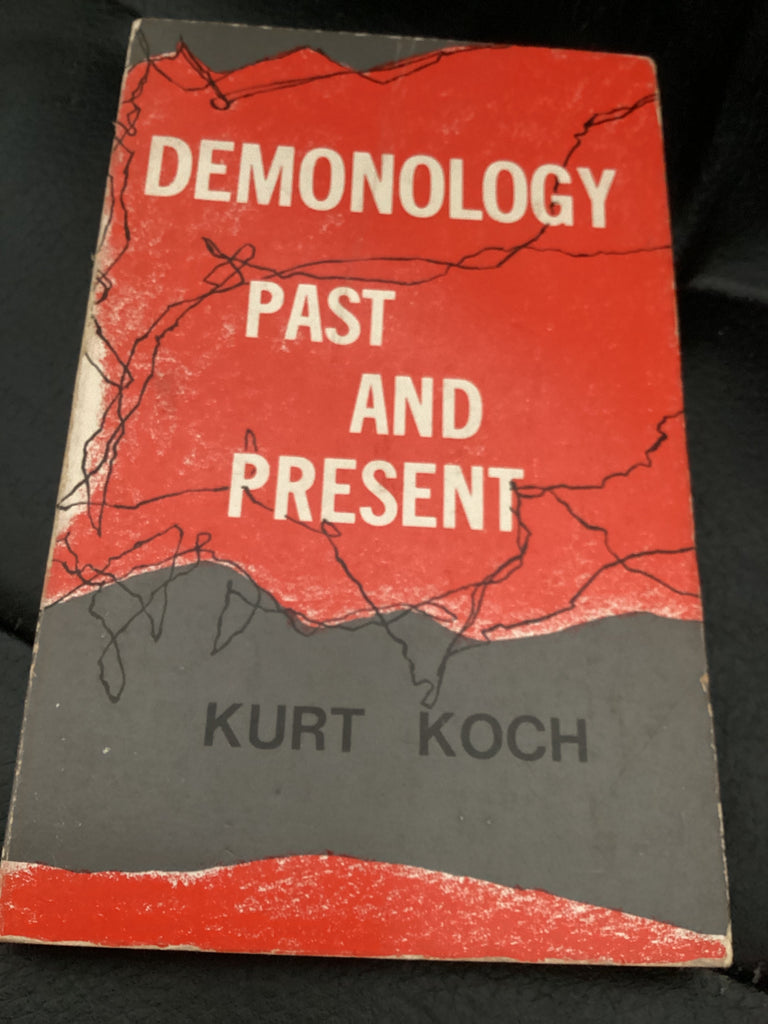 DEMONOLOGY
PAST
AND
PRESENT
KURT KOCH